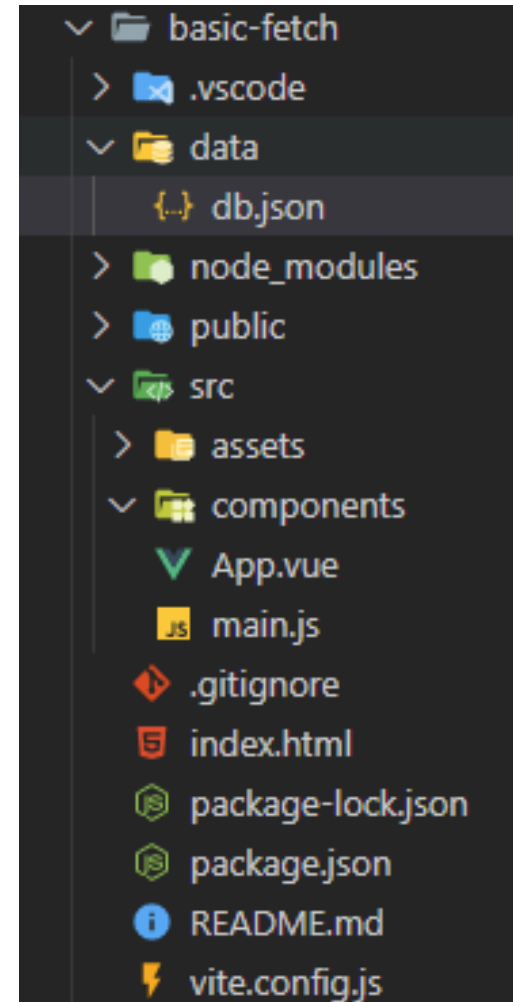 basic-fetch
.vscode
data
{...} db.json
node_modules
public
src
assets
components
App.vue
JS main.js
.gitignore
index.html
package-lock.json
package.json
README.md
vite.config.js